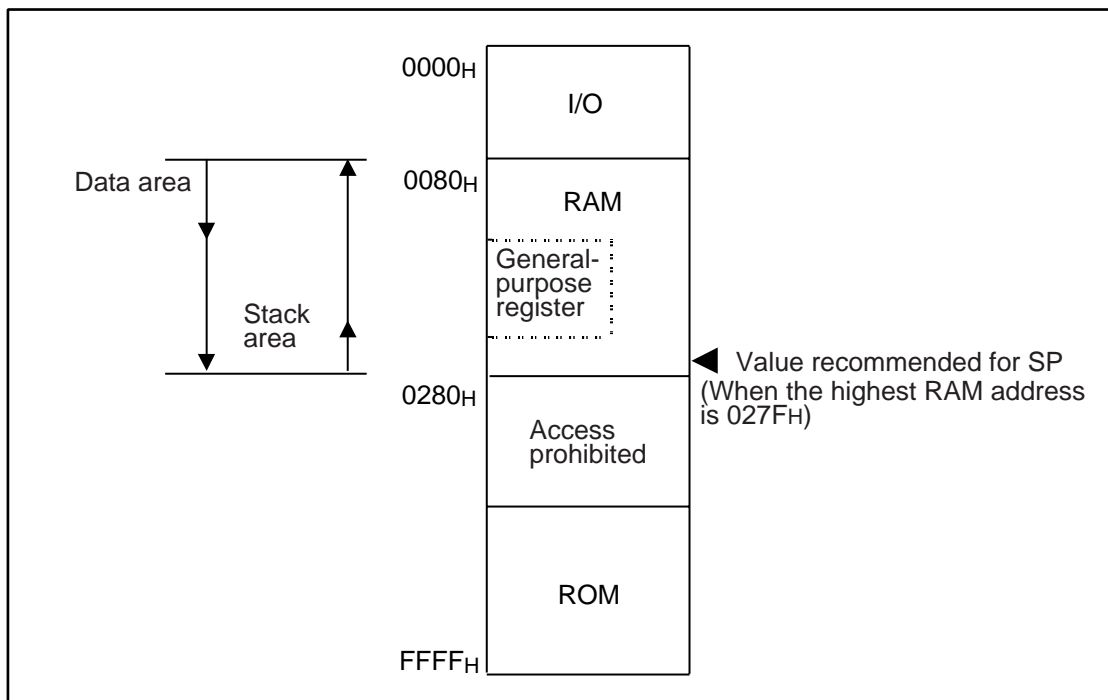 0000H
I/O
Data area
0080H
RAM
General-
purpose
register
Stack
area
Value recommended for SP
(When the highest RAM address
is 027FH)
0280H
Access
prohibited
ROM
FFFFH